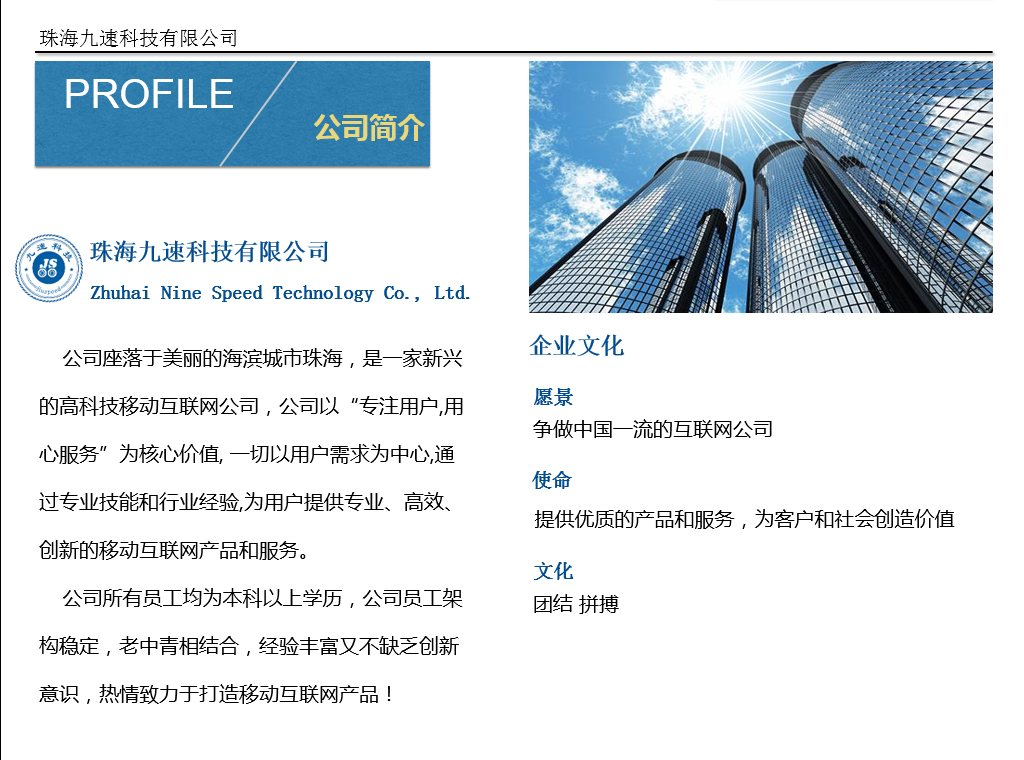 珠海九速科技有限公司
PROFILE
公司简介
九速科技
JS
珠海九速科技有限公司
Zhuhai Nine Speed Technology Co., Ltd.
公司座落于美丽的海滨城市珠海，是一家新兴
的高科技移动互联网公司，公司以“专注用户,用
心服务”为核心价值, 一切以用户需求为中心,通
过专业技能和行业经验,为用户提供专业、高效、
创新的移动互联网产品和服务。
公司所有员工均为本科以上学历，公司员工架
构稳定，老中青相结合，经验丰富又不缺乏创新
意识，热情致力于打造移动互联网产品！
企业文化
愿景
争做中国一流的互联网公司
使命
提供优质的产品和服务，为客户和社会创造价值
文化
团结 拼搏